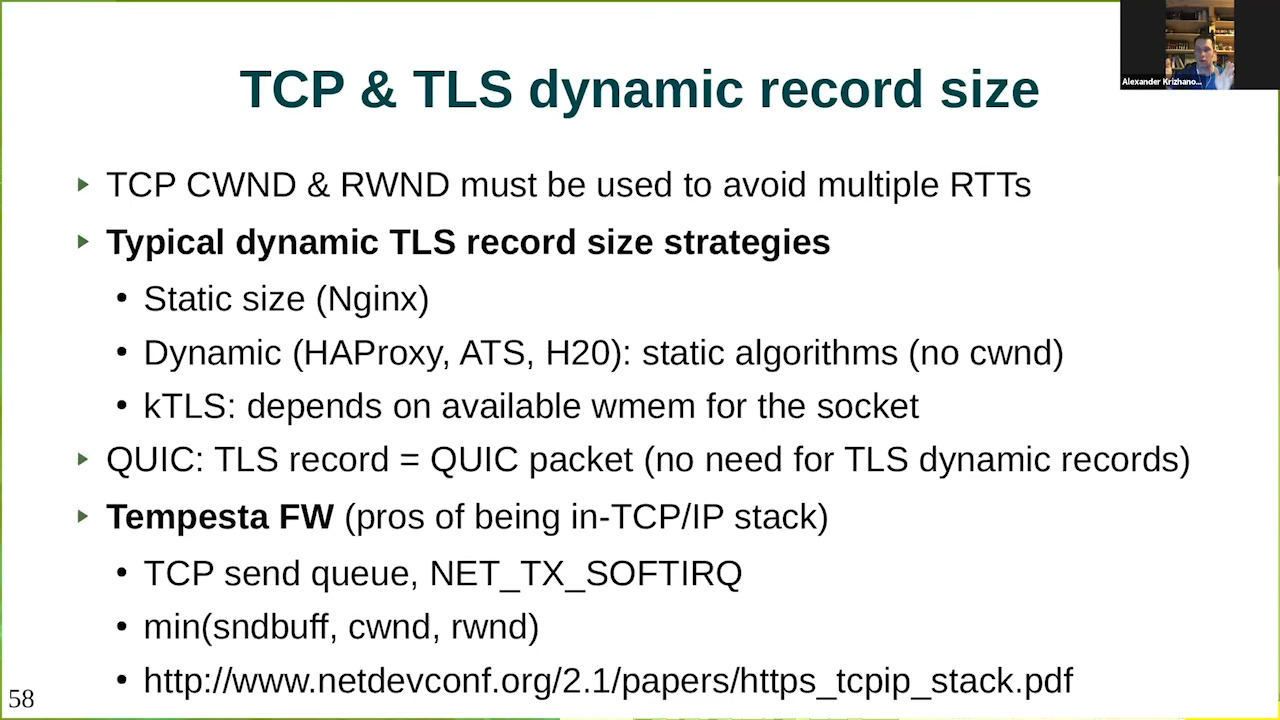 Alexander Krizhano...
TCP & TLS dynamic record size
TCP CWND & RWND must be used to avoid multiple RTTs
Typical dynamic TLS record size strategies
Static size (Nginx)
Dynamic (HAProxy, ATS, H20): static algorithms (no cwnd)
kTLS: depends on available wmem for the socket
QUIC: TLS record = QUIC packet (no need for TLS dynamic records)
Tempesta FW (pros of being in-TCP/IP stack)
TCP send queue, NET_TX_SOFTIRQ
min(sndbuff, cwnd, rwnd)
http://www.netdevconf.org/2.1/papers/https_tcpip_stack.pdf
58